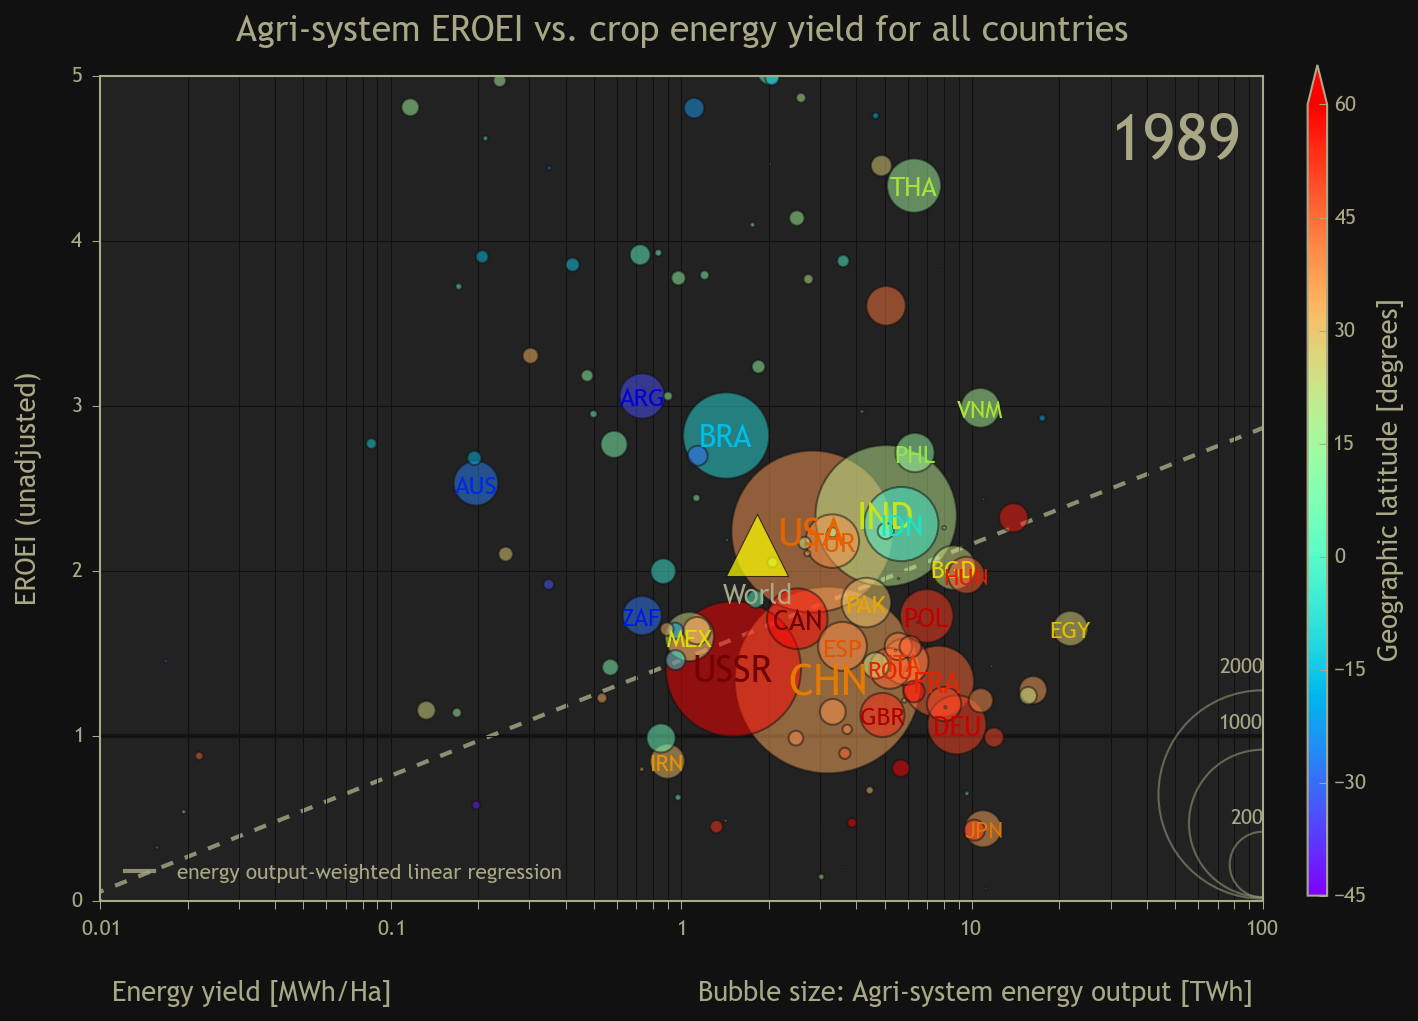 Agri-system EROEI vs. crop energy yield for all countries
1989
5
4
3
2
1
0
EROEI (unadjusted)
THA
ARG
VNM
BRA
PHL
AUS
IND
IDN
USA
TUR
BGD
HUN
World
PAK
ZAF
CAN
POL
EGY
MEX
ESP
USSR
CHN
ROU
ITA
FRA
GBR
DEU
IRN
JPN
2000
1000
200
energy output-weighted linear regression
0.01
0.1
1
10
100
Energy yield [MWh/Ha]
Bubble size: Agri-system energy output [TWh]
60
45
30
15
0
−15
−30
−45
Geographic latitude [degrees]